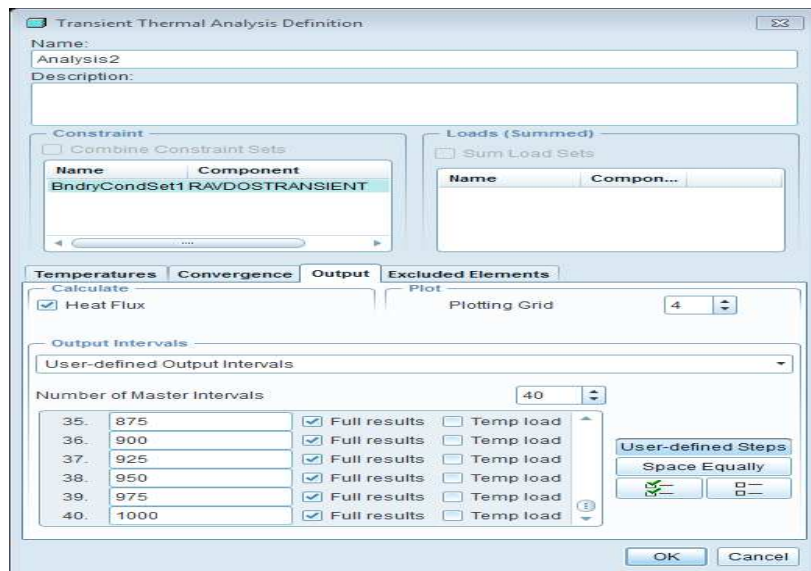 Transient Thermal Analysis Definition
Name:
Analysis2
Description:
Constraint
Combine Constraint Sets
Name Component
BndryCondSet1 RAVDOSTRANSIENT
Loads (Summed)
Sum Load Sets
Name Compon...
Temperatures Convergence Output Excluded Elements
Calculate
Heat Flux
Plot
Plotting Grid 4
Output Intervals
User-defined Output Intervals
Number of Master Intervals 40
35. 875 Full results Temp load
36. 900 Full results Temp load
37. 925 Full results Temp load
38. 950 Full results Temp load
39. 975 Full results Temp load
40. 1000 Full results Temp load
User-defined Steps
Space Equally
OK Cancel